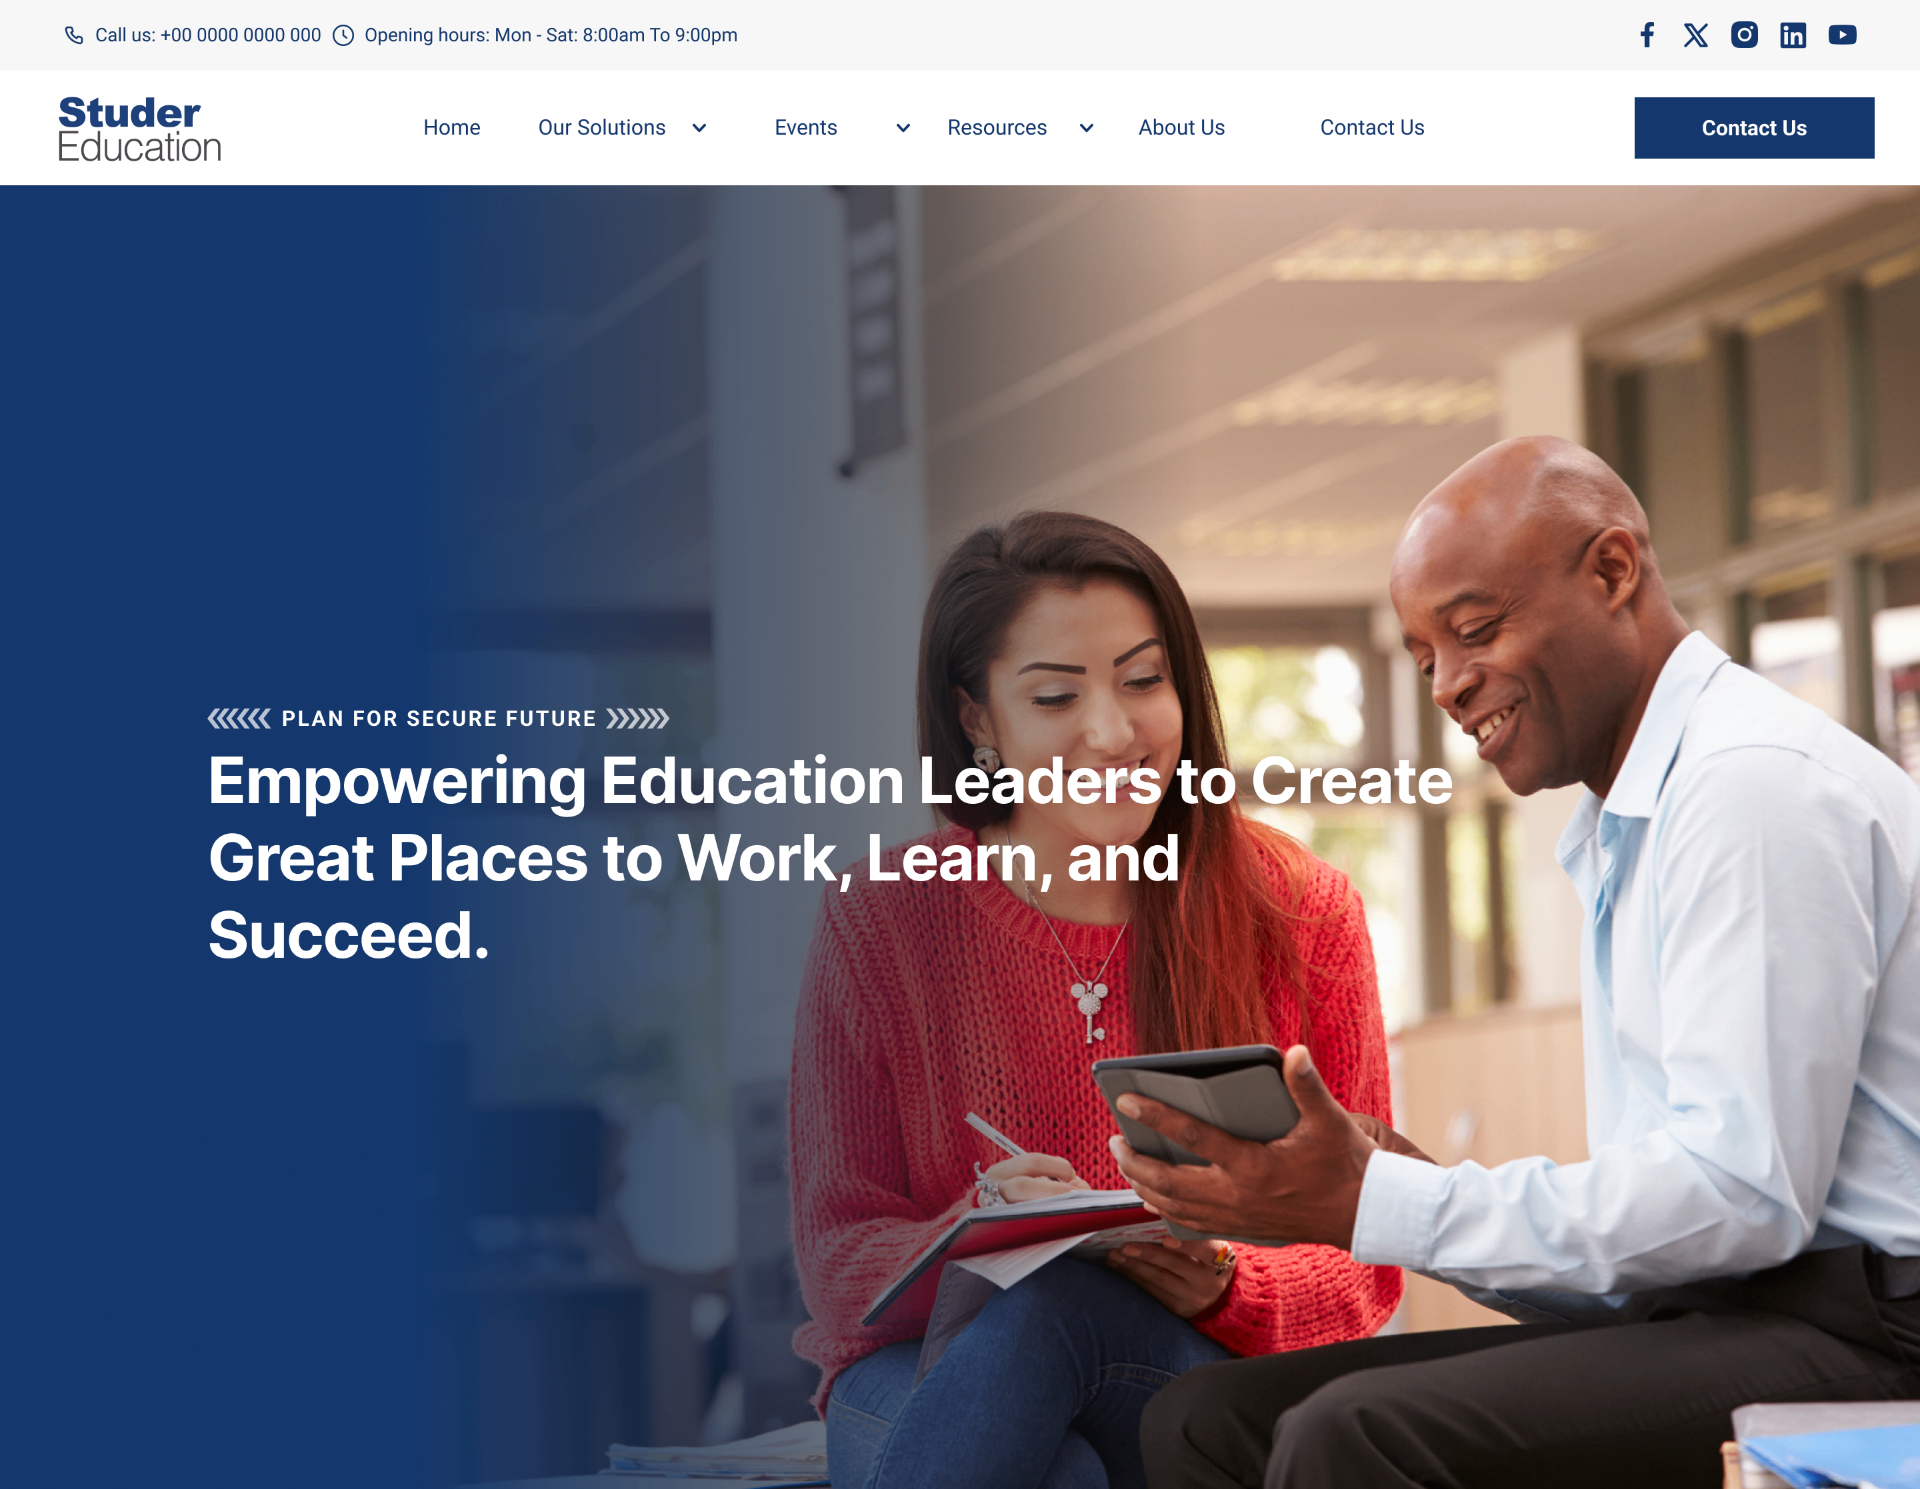 Call us: +00 0000 0000 000 Opening hours: Mon - Sat: 8:00am To 9:00pm
Studer
Education
Home Our Solutions Events Resources About Us Contact Us Contact Us
PLAN FOR SECURE FUTURE
Empowering Education Leaders to Create
Great Places to Work, Learn, and
Succeed.